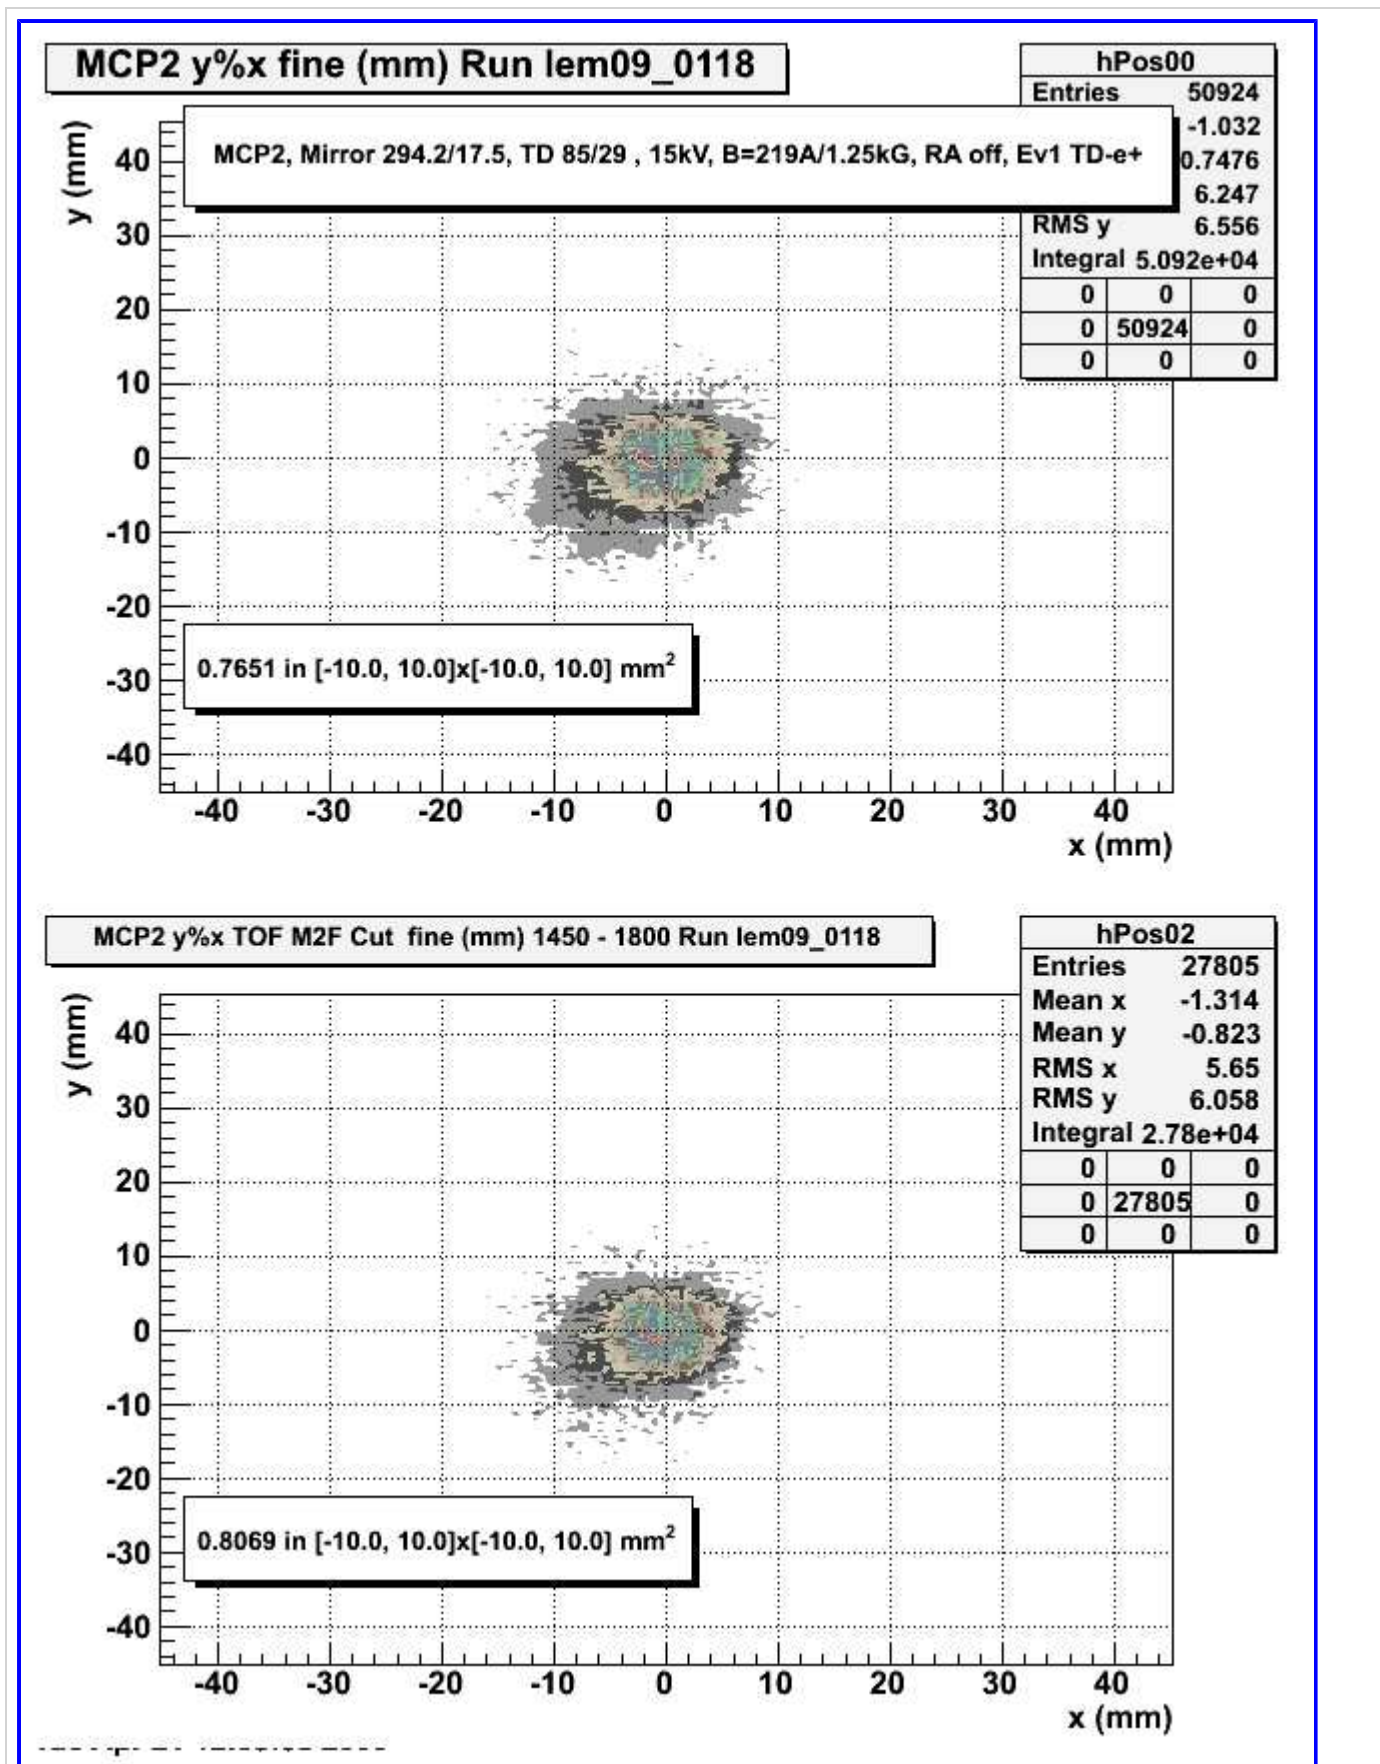 MCP2 y%x fine (mm) Run lem09_0118
hPos00
Entries 50924
-1.032
0.7476
6.247
RMS y 6.556
Integral 5.092e+04
0 0 0
0 50924 0
0 0 0
MCP2, Mirror 294.2/17.5, TD 85/29 , 15kV, B=219A/1.25kG, RA off, Ev1 TD-e+
y (mm)
40
30
20
10
0
-10
-20
-30
-40
0.7651 in [-10.0, 10.0]x[-10.0, 10.0] mm²
-40 -30 -20 -10 0 10 20 30 40
x (mm)
MCP2 y%x TOF M2F Cut fine (mm) 1450 - 1800 Run lem09_0118
hPos02
Entries 27805
Mean x -1.314
Mean y -0.823
RMS x 5.65
RMS y 6.058
Integral 2.78e+04
0 0 0
0 27805 0
0 0 0
y (mm)
40
30
20
10
0
-10
-20
-30
-40
0.8069 in [-10.0, 10.0]x[-10.0, 10.0] mm²
-40 -30 -20 -10 0 10 20 30 40
x (mm)